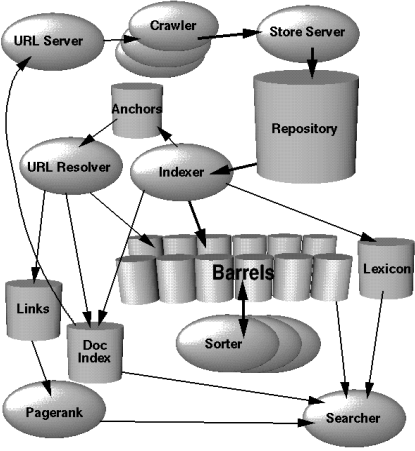 URL Server
Crawler
Store Server
Anchors
Repository
URL Resolver
Indexer
Barrels
Lexicon
Links
Doc
Index
Sorter
Pagerank
Searcher